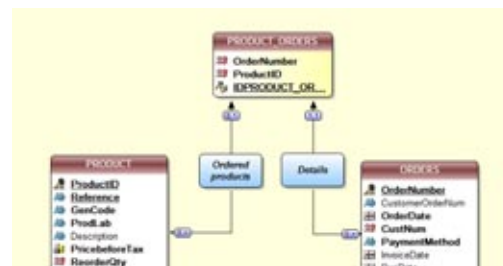 PRODUCT_ORDERS
OrderNumber
ProductID
IDPRODUCT_OR...
Ordered
products
Details
PRODUCT
ProductID
Reference
GenCode
ProdLab
Description
PricebeforeTax
ReorderQty
ORDERS
OrderNumber
CustomerOrderNum
OrderDate
CustNum
PaymentMethod
InvoiceDate